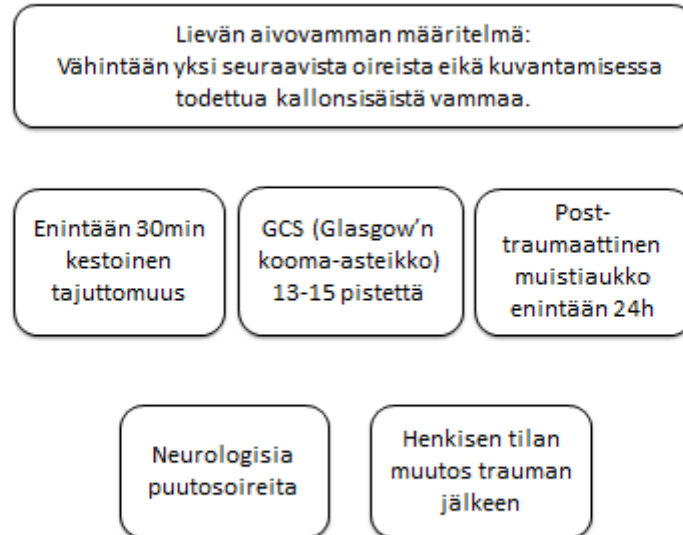 Lievän aivovamman määritelmä:
Vähintään yksi seuraavista oireista eikä kuvantamisessa
todettua kallonsisäistä vammaa.
Enintään 30min
kestoinen
tajuttomuus
GCS (Glasgow'n
kooma-asteikko)
13-15 pistettä
Post-
traumaattinen
muistiaukko
enintään 24h
Neurologisia
puutosoireita
Henkisen tilan
muutos trauman
jälkeen